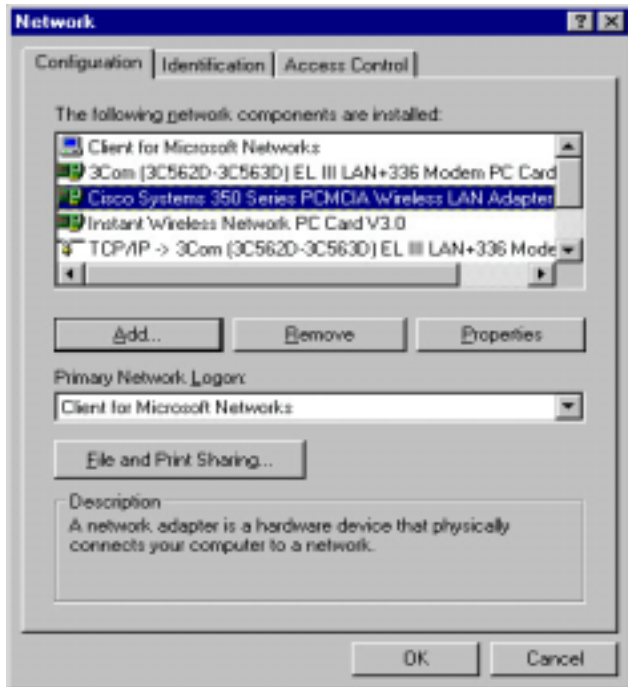 Network
Configuration Identification Access Control
The following network components are installed:
Client for Microsoft Networks
3Com (3C562D-3C563D) EL III LAN+336 Modem PC Card
Cisco Systems 350 Series PCMCIA Wireless LAN Adapter
Instant Wireless Network PC Card V3.0
TCP/IP -> 3Com (3C562D-3C563D) EL III LAN+336 Mode
Add... Remove Properties
Primary Network Logon:
Client for Microsoft Networks
File and Print Sharing...
Description
A network adapter is a hardware device that physically
connects your computer to a network.
OK Cancel